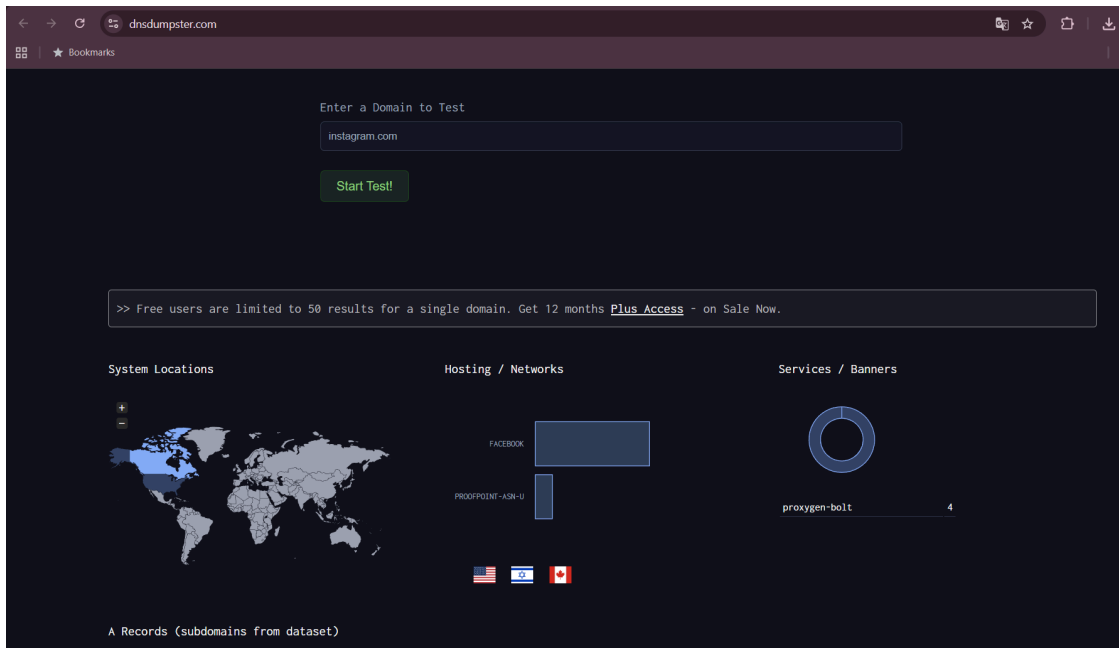 dnsdumpster.com
Bookmarks
Enter a Domain to Test
instagram.com
Start Test!
>> Free users are limited to 50 results for a single domain. Get 12 months Plus Access - on Sale Now.
System Locations
Hosting / Networks
Services / Banners
+
−
FACEBOOK
PROOFPOINT-ASN-U
proxygen-bolt 4
A Records (subdomains from dataset)